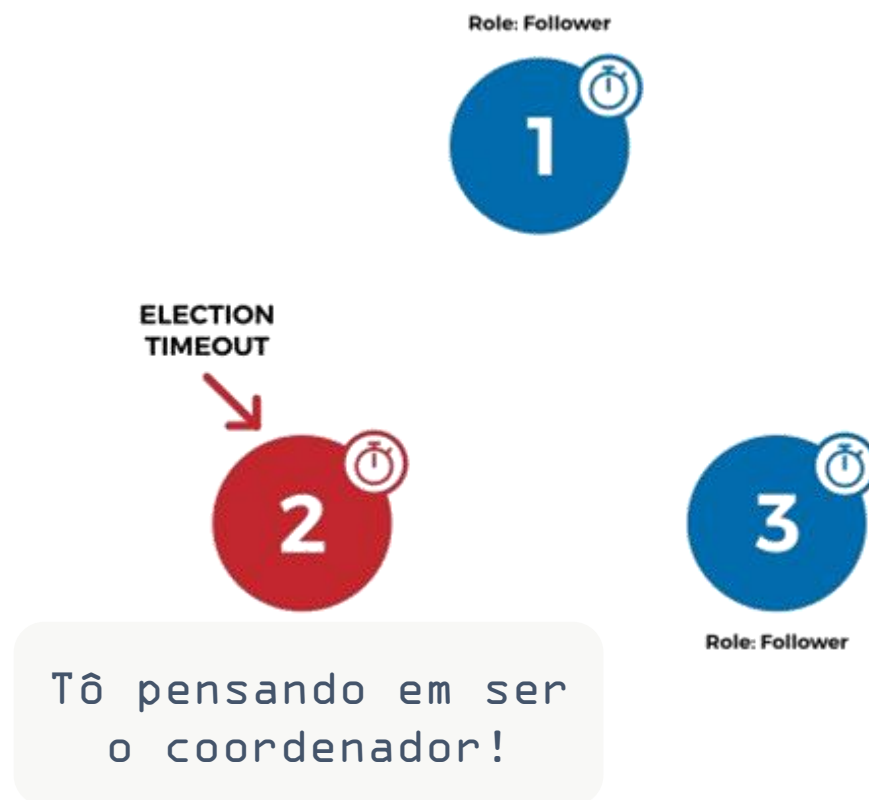 Role: Follower
1
ELECTION
TIMEOUT
2
3
Role: Follower
Tô pensando em ser
o coordenador!